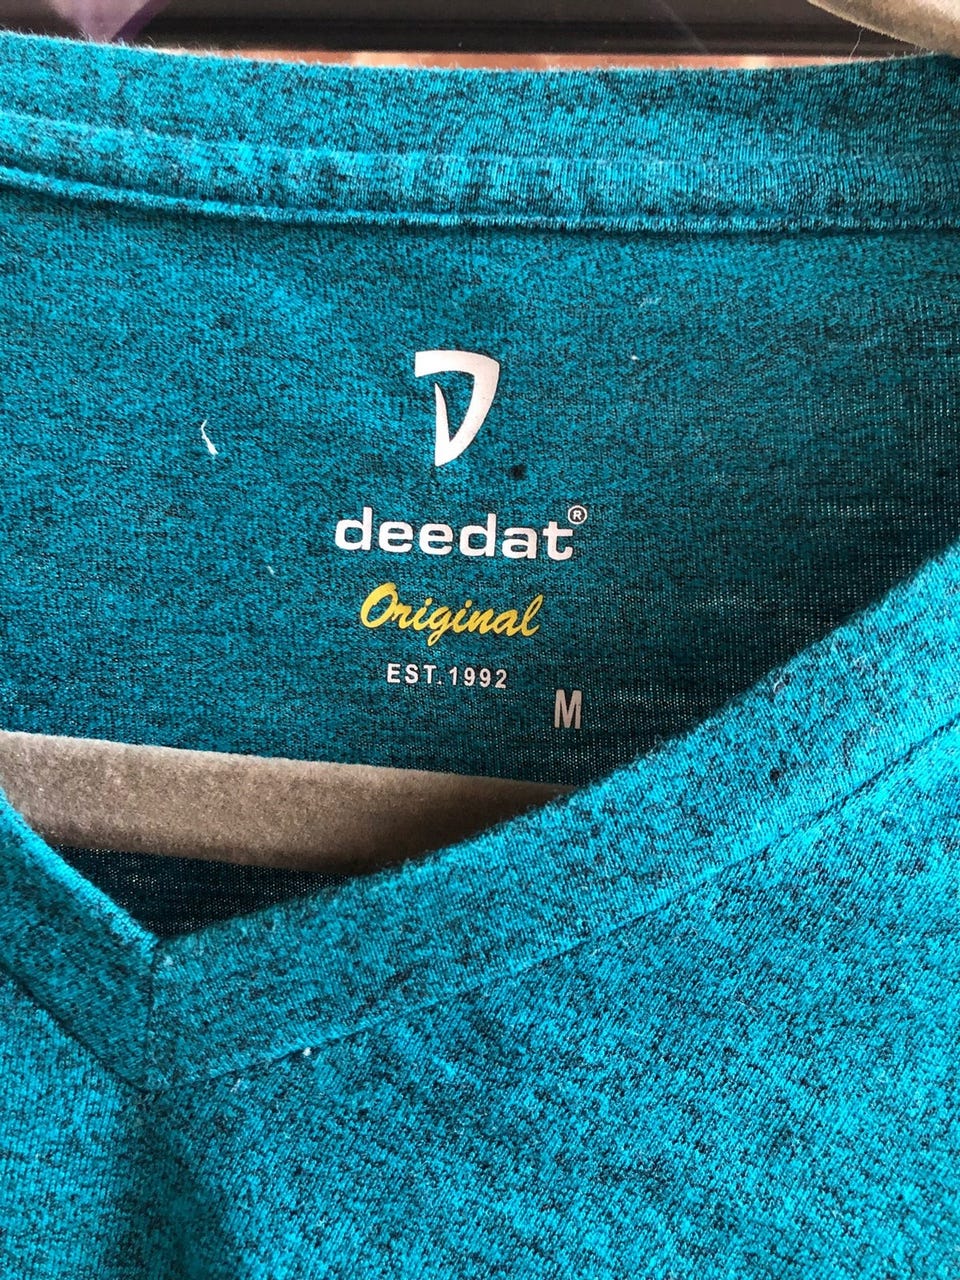 deedat®
Original
EST.1992
M